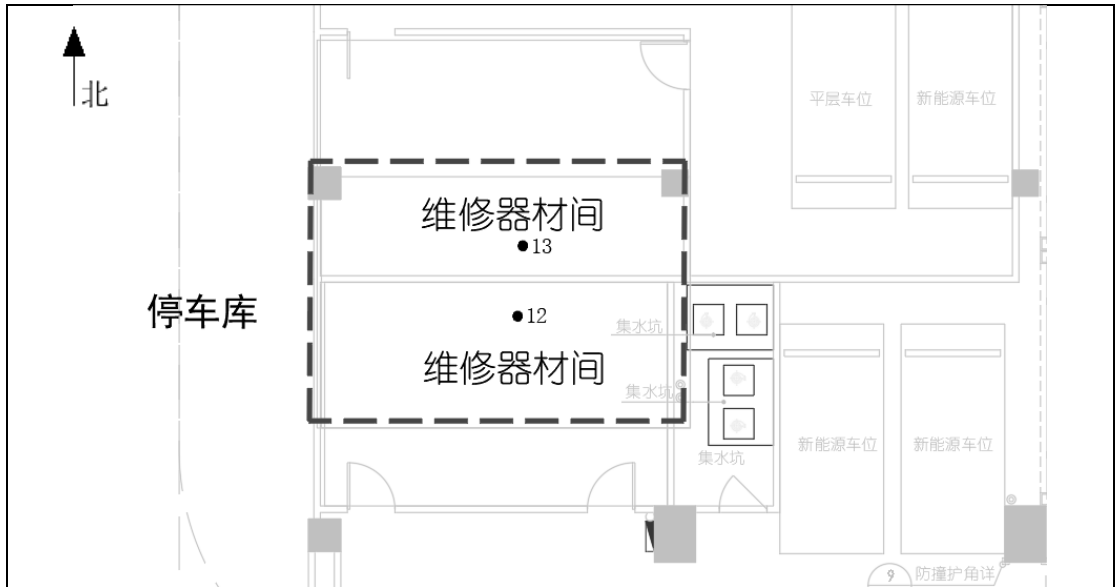 北
平层车位
新能源车位
维修器材间
13
停车库
12
集水坑
维修器材间
集水坑
新能源车位
新能源车位
集水坑
9
防撞护角详